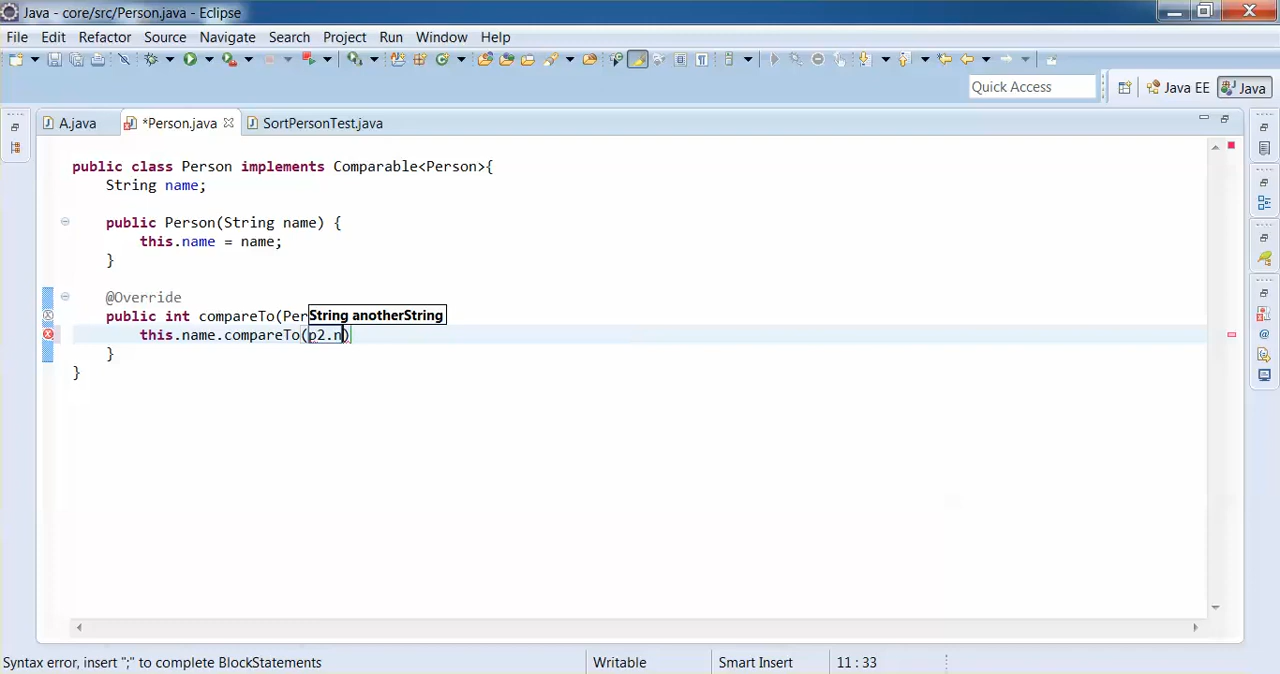 Java - core/src/Person.java - Eclipse
File Edit Refactor Source Navigate Search Project Run Window Help
Quick Access Java EE Java
A.java *Person.java SortPersonTest.java
public class Person implements Comparable<Person>{
String name;
public Person(String name) {
this.name = name;
}
@Override
public int compareTo(Per
String anotherString
this.name.compareTo(p2.n)
}
}
Syntax error, insert ";" to complete BlockStatements Writable Smart Insert 11 : 33